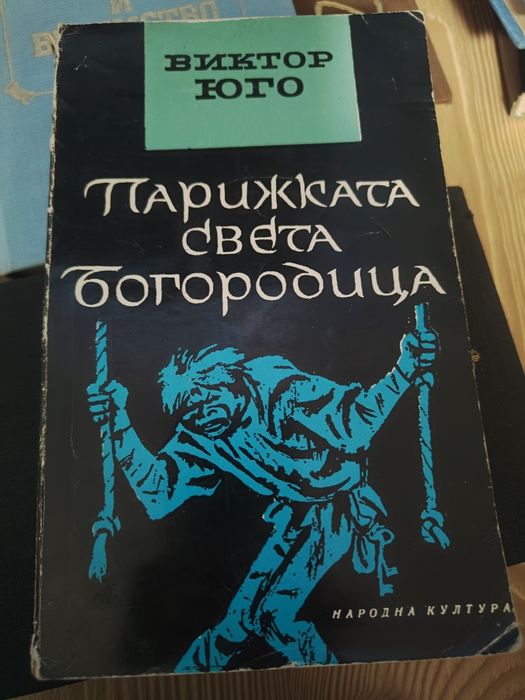 И
ВИКТОР
ЮГО
ПАРИЖКАТА
СВЕТА
БОГОРОДИЦА
НАРОДНА КУЛТУРА